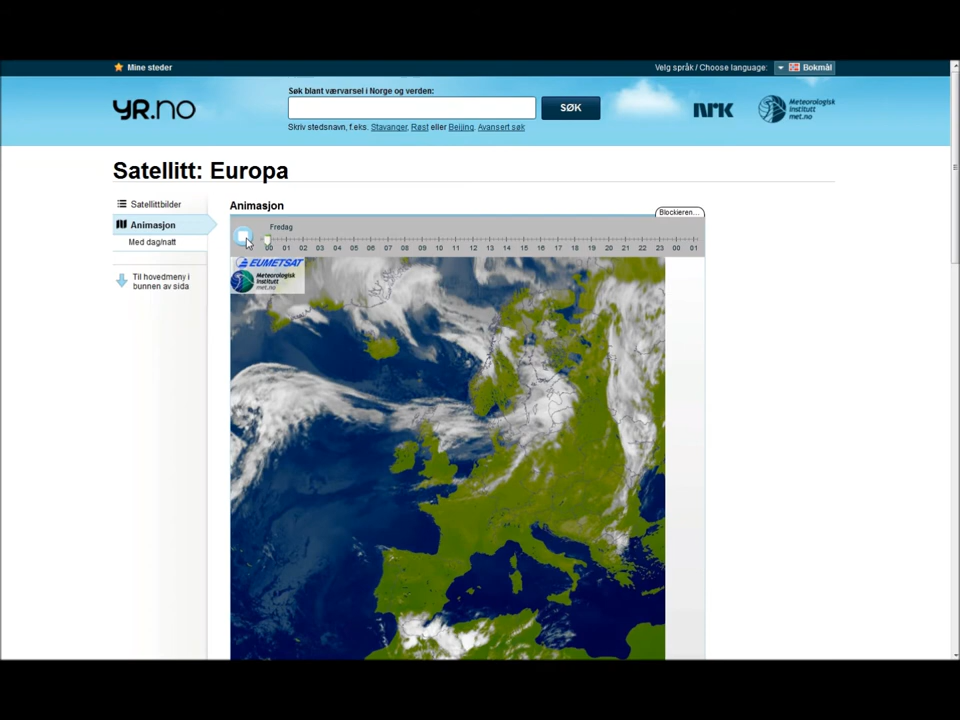 Mine steder
Velg språk / Choose language:
Bokmål
YR.NO
Søk blant værvarsel i Norge og verden:
SØK
Skriv stedsnavn, f.eks. Stavanger, Røst eller Beijing. Avansert søk
nrk
Meteorologisk
Institutt
met.no
Satellitt: Europa
Satellittbilder
Animasjon
Med dag/natt
Til hovedmeny i
bunnen av sida
Animasjon
Blockieren...
Fredag
00 01 02 03 04 05 06 07 08 09 10 11 12 13 14 15 16 17 18 19 20 21 22 23 00 01
EUMETSAT
Meteorologisk
Institutt
met.no